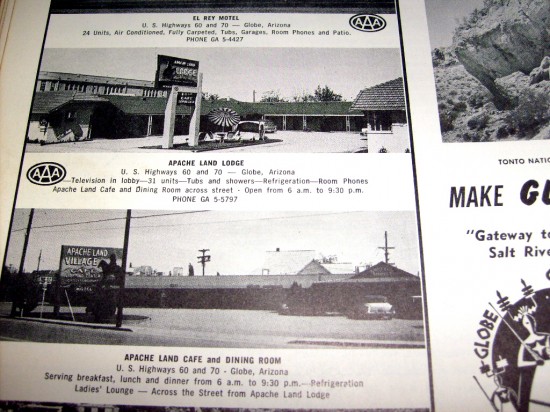 EL REY MOTEL
U. S. Highways 60 and 70 — Globe, Arizona
24 Units, Air Conditioned, Fully Carpeted, Tubs, Garages, Room Phones and Patio.
PHONE GA 5-4427
AAA
APACHE LAND
LODGE
APACHE LAND LODGE
U. S. Highways 60 and 70 — Globe, Arizona
AAA
—Television in lobby—31 units—Tubs and showers—Refrigeration—Room Phones
Apache Land Cafe and Dining Room across street - Open from 6 a.m. to 9:30 p.m.
PHONE GA 5-5797
APACHE LAND
VILLAGE
APACHE LAND CAFE and DINING ROOM
U. S. Highways 60 and 70 — Globe, Arizona
Serving breakfast, lunch and dinner from 6 a.m. to 9:30 p.m.—Refrigeration
Ladies' Lounge — Across the Street from Apache Land Lodge
TONTO NATI
MAKE
"Gateway to
Salt Rive
GLOBE